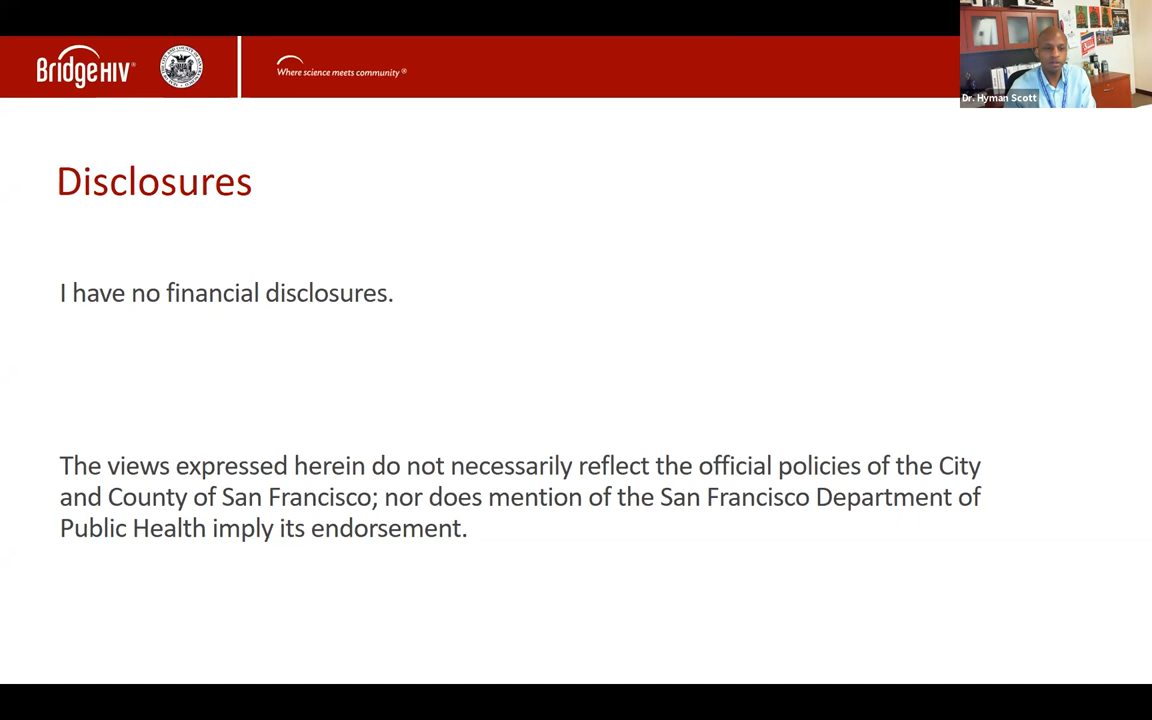 BridgeHIV®
Where science meets community®
Dr. Hyman Scott
Disclosures
I have no financial disclosures.
The views expressed herein do not necessarily reflect the official policies of the City
and County of San Francisco; nor does mention of the San Francisco Department of
Public Health imply its endorsement.